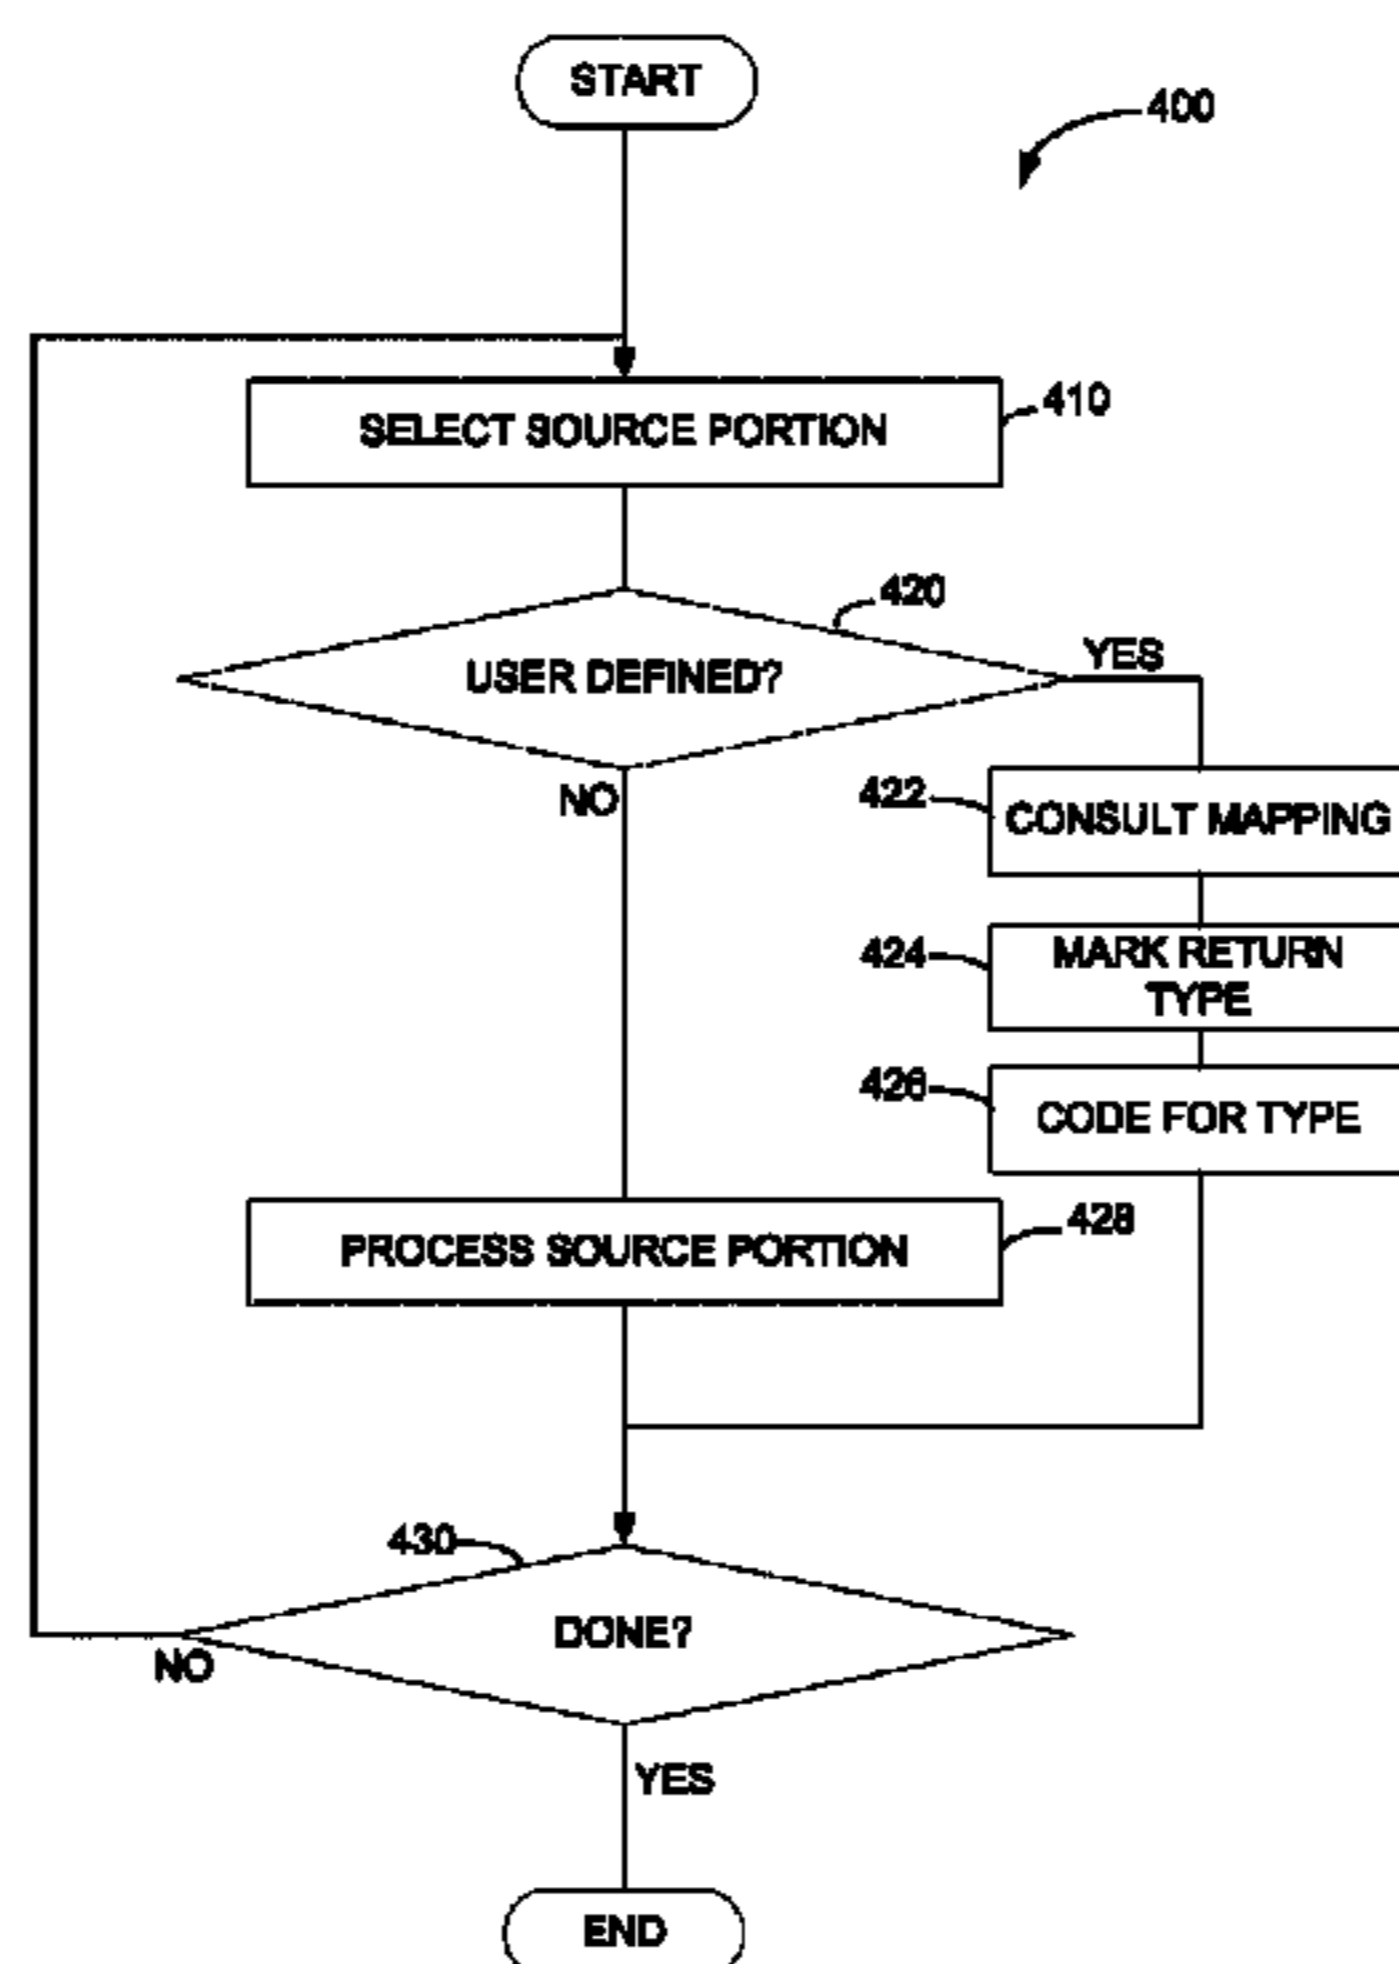 START
400
SELECT SOURCE PORTION
410
420
USER DEFINED?
YES
NO
422
CONSULT MAPPING
424
MARK RETURN
TYPE
426
CODE FOR TYPE
PROCESS SOURCE PORTION
428
430
DONE?
NO
YES
END